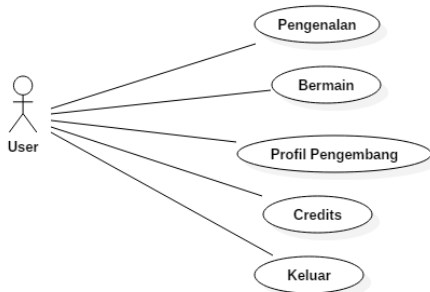 Pengenalan
Bermain
User
Profil Pengembang
Credits
Keluar